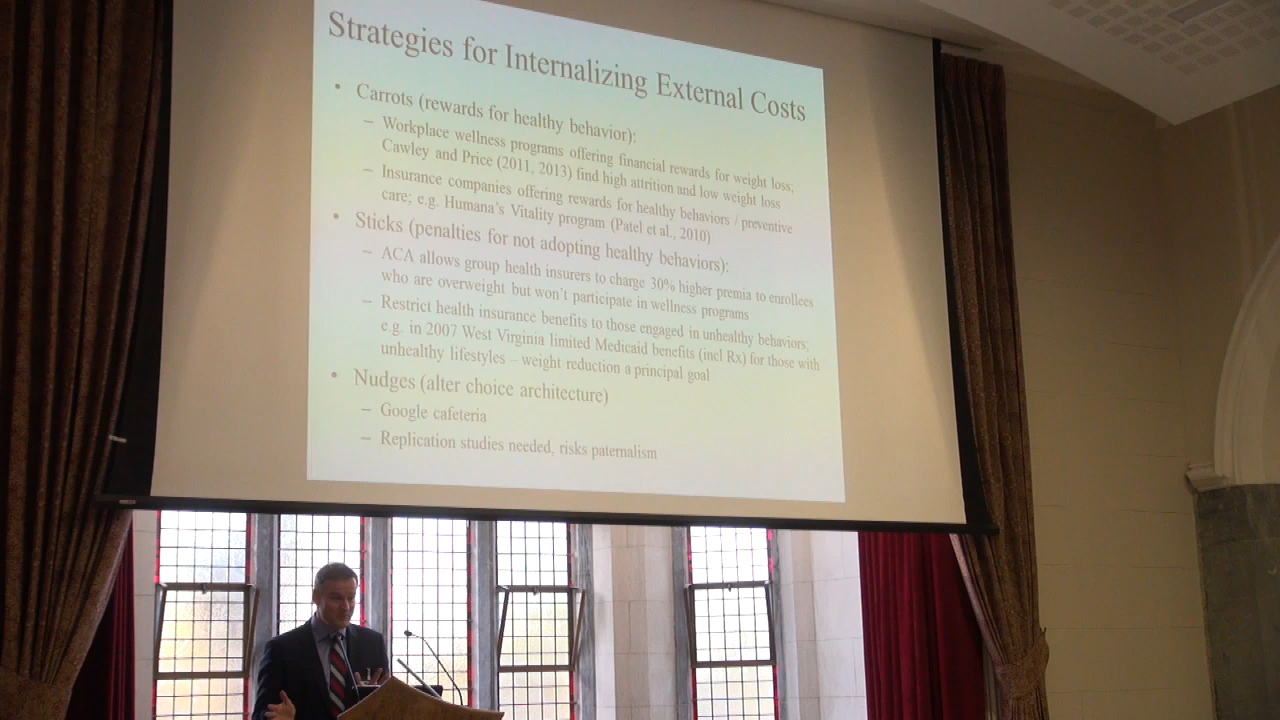 Strategies for Internalizing External Costs
• Carrots (rewards for healthy behavior):
– Workplace wellness programs offering financial rewards for weight loss;
Cawley and Price (2011, 2013) find high attrition and low weight loss
– Insurance companies offering rewards for healthy behaviors / preventive
care; e.g. Humana's Vitality program (Patel et al., 2010)
• Sticks (penalties for not adopting healthy behaviors):
– ACA allows group health insurers to charge 30% higher premia to enrollees
who are overweight but won't participate in wellness programs
– Restrict health insurance benefits to those engaged in unhealthy behaviors;
e.g. in 2007 West Virginia limited Medicaid benefits (incl Rx) for those with
unhealthy lifestyles – weight reduction a principal goal
• Nudges (alter choice architecture)
– Google cafeteria
– Replication studies needed, risks paternalism